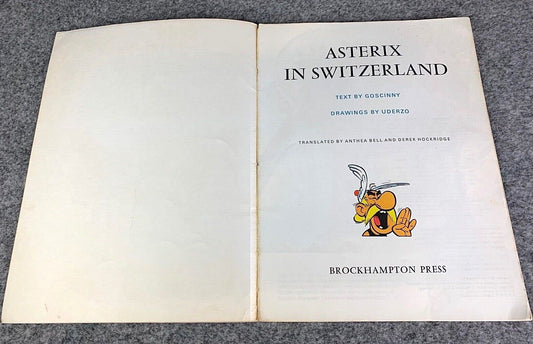 ASTERIX
IN SWITZERLAND
TEXT BY GOSCINNY
DRAWINGS BY UDERZO
TRANSLATED BY ANTHEA BELL AND DEREK HOCKRIDGE
BROCKHAMPTON PRESS